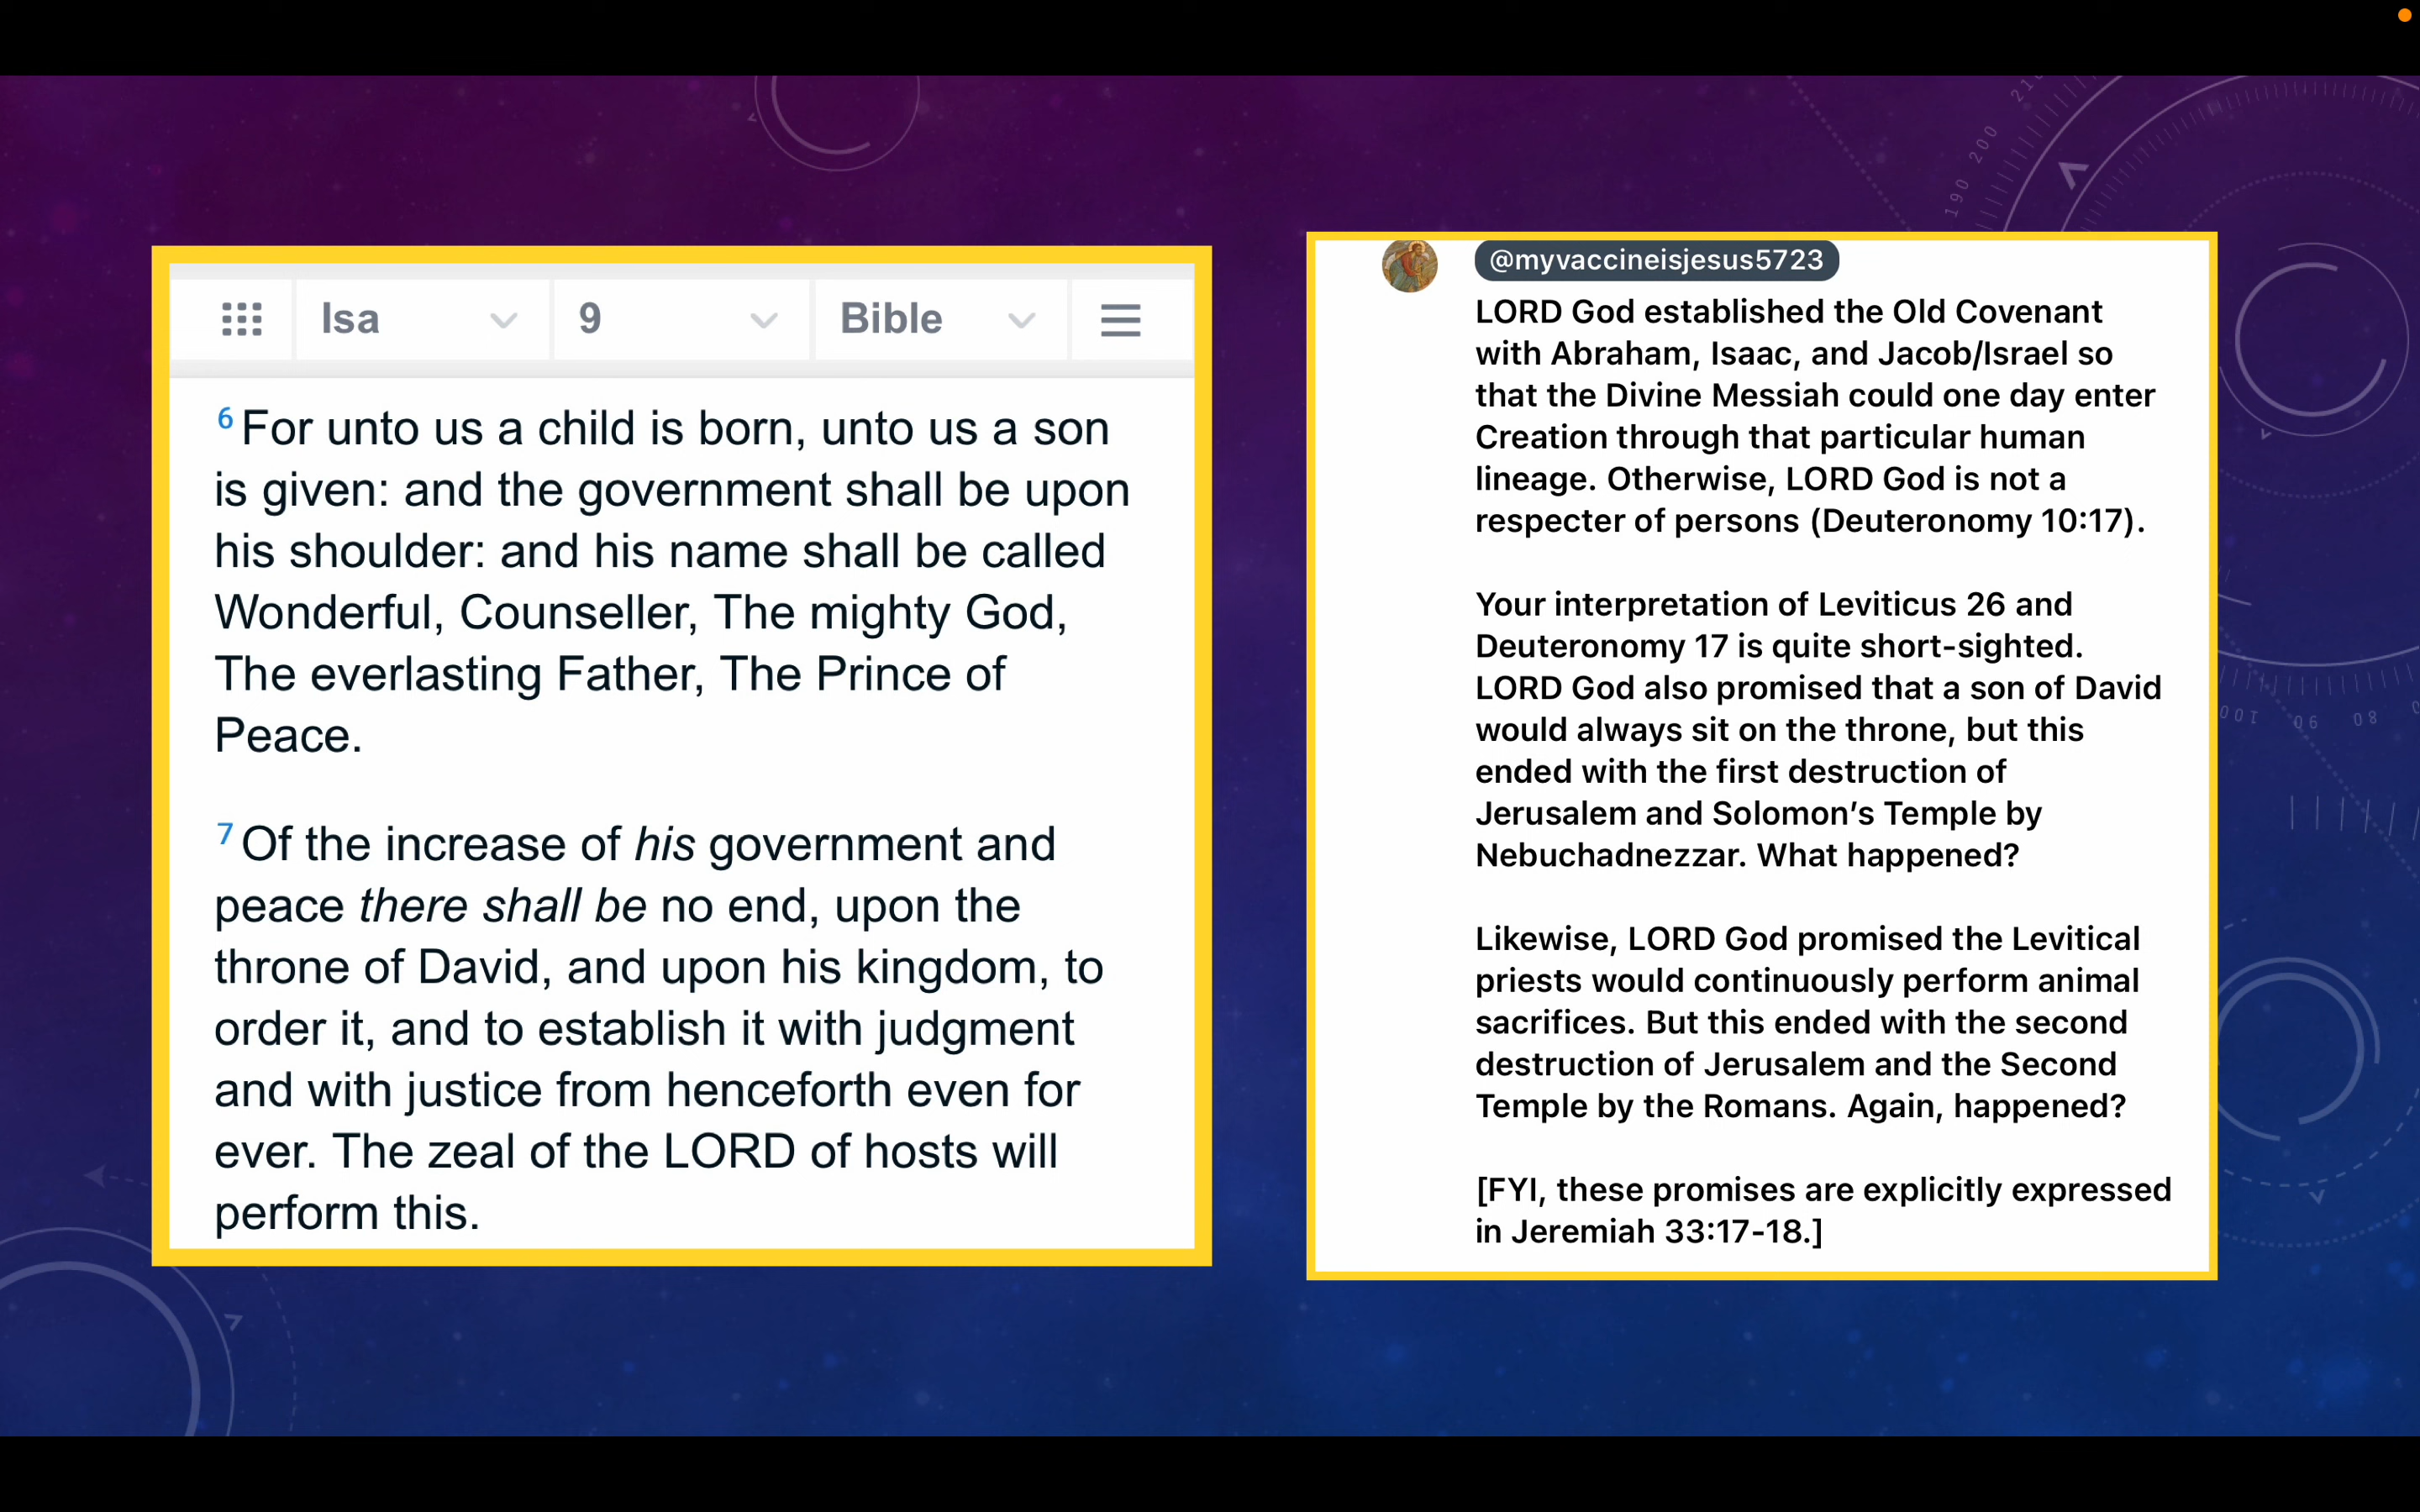 Isa
9
Bible
6 For unto us a child is born, unto us a son
is given: and the government shall be upon
his shoulder: and his name shall be called
Wonderful, Counseller, The mighty God,
The everlasting Father, The Prince of
Peace.
7 Of the increase of his government and
peace there shall be no end, upon the
throne of David, and upon his kingdom, to
order it, and to establish it with judgment
and with justice from henceforth even for
ever. The zeal of the LORD of hosts will
perform this.
@myvaccineisjesus5723
LORD God established the Old Covenant
with Abraham, Isaac, and Jacob/Israel so
that the Divine Messiah could one day enter
Creation through that particular human
lineage. Otherwise, LORD God is not a
respecter of persons (Deuteronomy 10:17).
Your interpretation of Leviticus 26 and
Deuteronomy 17 is quite short-sighted.
LORD God also promised that a son of David
would always sit on the throne, but this
ended with the first destruction of
Jerusalem and Solomon's Temple by
Nebuchadnezzar. What happened?
Likewise, LORD God promised the Levitical
priests would continuously perform animal
sacrifices. But this ended with the second
destruction of Jerusalem and the Second
Temple by the Romans. Again, happened?
[FYI, these promises are explicitly expressed
in Jeremiah 33:17-18.]
190 200
100 90 80